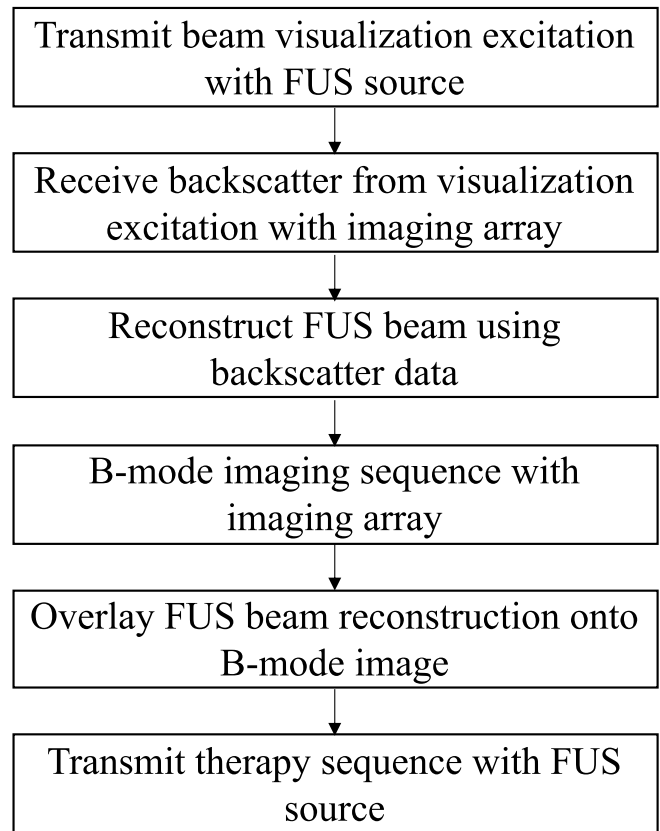 Transmit beam visualization excitation
with FUS source
Receive backscatter from visualization
excitation with imaging array
Reconstruct FUS beam using
backscatter data
B-mode imaging sequence with
imaging array
Overlay FUS beam reconstruction onto
B-mode image
Transmit therapy sequence with FUS
source